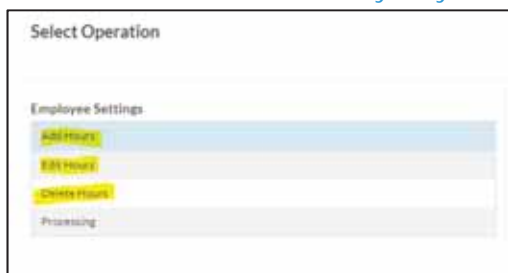 Select Operation
Employee Settings
Add Hours
Edit Hours
Delete Hours
Processing